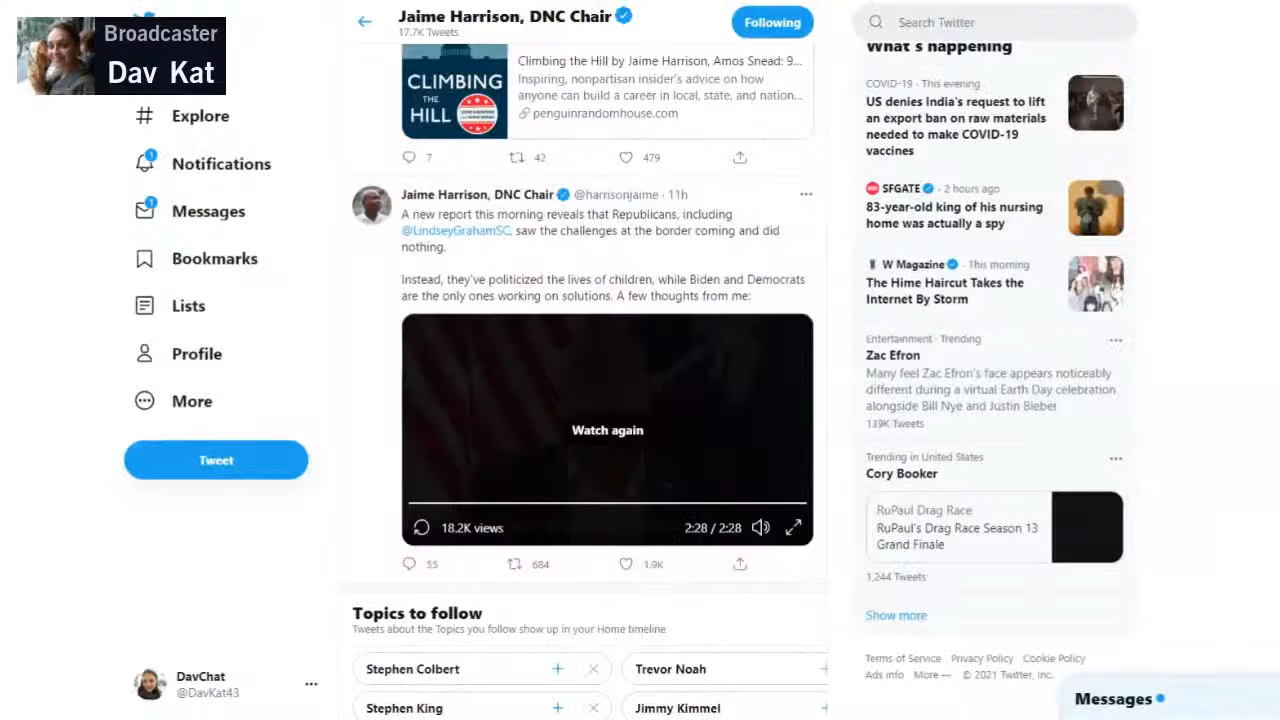 Broadcaster
Dav Kat
Explore
Notifications
1
Messages
1
Bookmarks
Lists
Profile
More
Tweet
DavChat
@DavKat43
Jaime Harrison, DNC Chair
17.7K Tweets
Following
CLIMBING
THE
HILL
Climbing the Hill by Jaime Harrison, Amos Snead: 9...
Inspiring, nonpartisan insider's advice on how
anyone can build a career in local, state, and nation...
penguinrandomhouse.com
7 42 479
Jaime Harrison, DNC Chair @harrisonjaime · 11h
A new report this morning reveals that Republicans, including
@LindseyGrahamSC, saw the challenges at the border coming and did
nothing.
Instead, they've politicized the lives of children, while Biden and Democrats
are the only ones working on solutions. A few thoughts from me:
Watch again
18.2K views 2:28 / 2:28
55 684 1.9K
Topics to follow
Tweets about the Topics you follow show up in your Home timeline
Stephen Colbert
Trevor Noah
Stephen King
Jimmy Kimmel
Search Twitter
What's happening
COVID-19 · This evening
US denies India's request to lift
an export ban on raw materials
needed to make COVID-19
vaccines
SFGATE · 2 hours ago
83-year-old king of his nursing
home was actually a spy
W Magazine · This morning
The Hime Haircut Takes the
Internet By Storm
Entertainment · Trending
Zac Efron
Many feel Zac Efron's face appears noticeably
different during a virtual Earth Day celebration
alongside Bill Nye and Justin Bieber
139K Tweets
Trending in United States
Cory Booker
RuPaul Drag Race
RuPaul's Drag Race Season 13
Grand Finale
1,244 Tweets
Show more
Terms of Service Privacy Policy Cookie Policy
Ads info More ··· © 2021 Twitter, Inc.
Messages